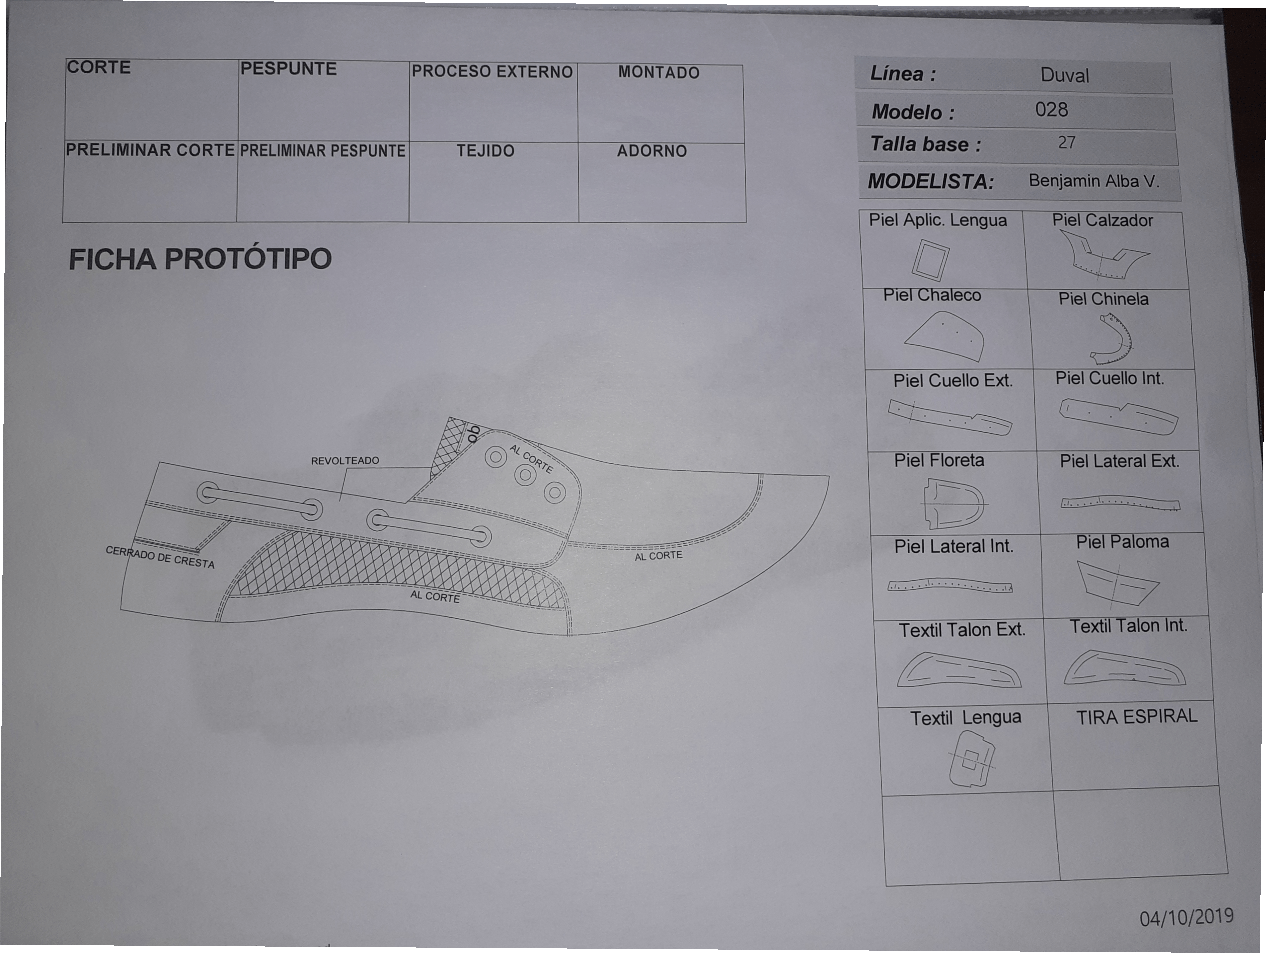 CORTE PESPUNTE PROCESO EXTERNO MONTADO
PRELIMINAR CORTE PRELIMINAR PESPUNTE TEJIDO ADORNO
FICHA PROTÓTIPO
Línea : Duval
Modelo : 028
Talla base : 27
MODELISTA: Benjamin Alba V.
REVOLTEADO
AL CORTE
AL CORTE
CERRADO DE CRESTA
AL CORTE
Piel Aplic. Lengua Piel Calzador
Piel Chaleco Piel Chinela
Piel Cuello Ext. Piel Cuello Int.
Piel Floreta Piel Lateral Ext.
Piel Lateral Int. Piel Paloma
Textil Talon Ext. Textil Talon Int.
Textil Lengua TIRA ESPIRAL
04/10/2019